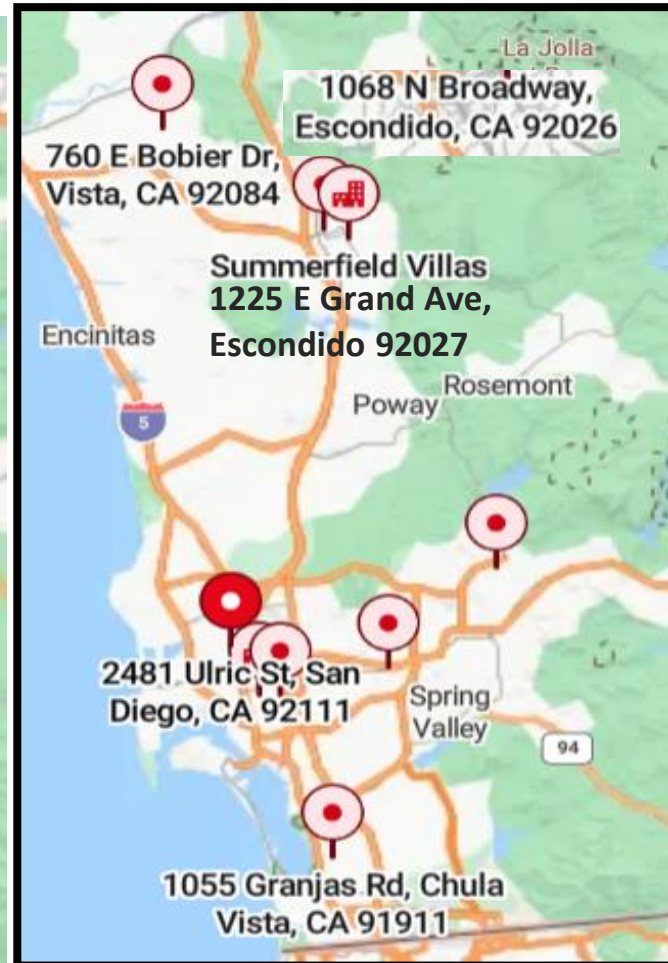 La Jolla
1068 N Broadway,
Escondido, CA 92026
760 E Bobier Dr,
Vista, CA 92084
Summerfield Villas
1225 E Grand Ave,
Escondido 92027
Encinitas
Rosemont
Poway
5
2481 Ulric St, San
Diego, CA 92111
Spring
Valley
94
1055 Granjas Rd, Chula
Vista, CA 91911